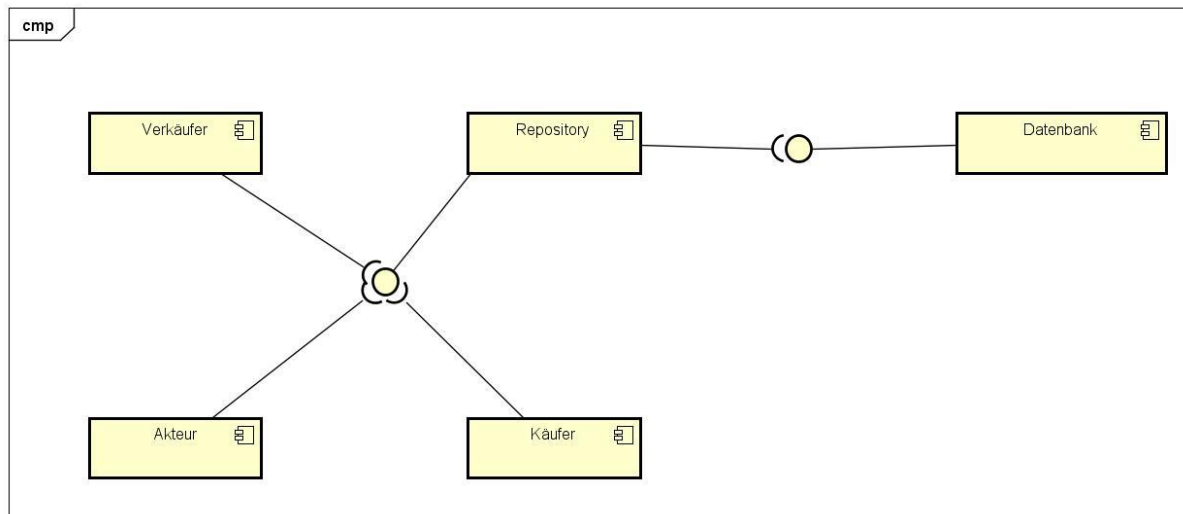 cmp
Verkäufer
Repository
Datenbank
Akteur
Käufer